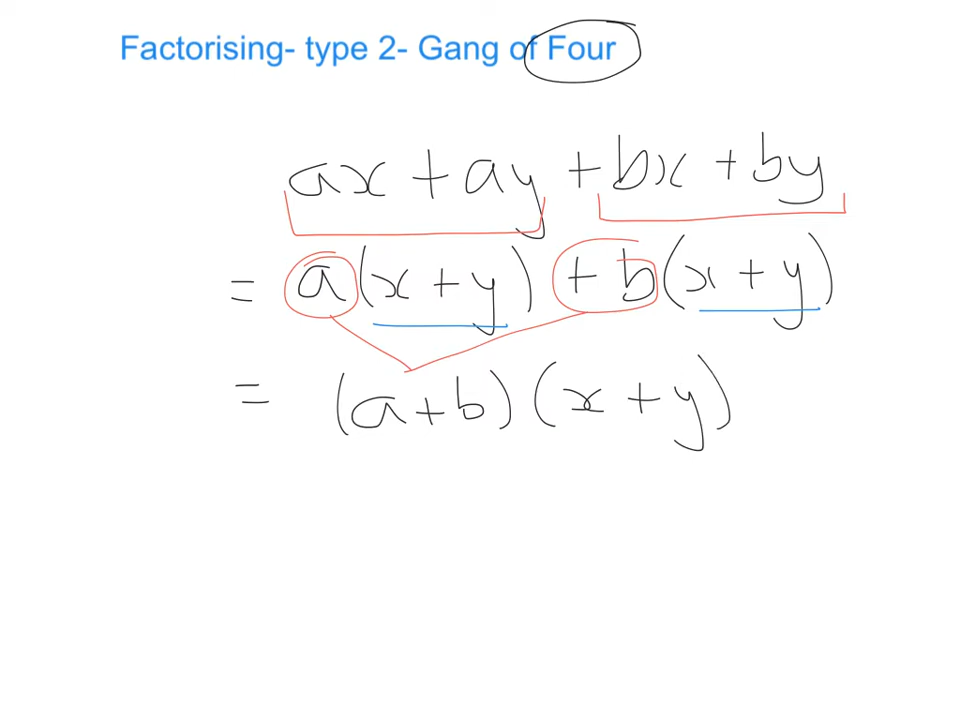 Factorising- type 2- Gang of Four
ax + ay + bx + by
= a(x + y) + b(x + y)
= (a + b) (x + y)